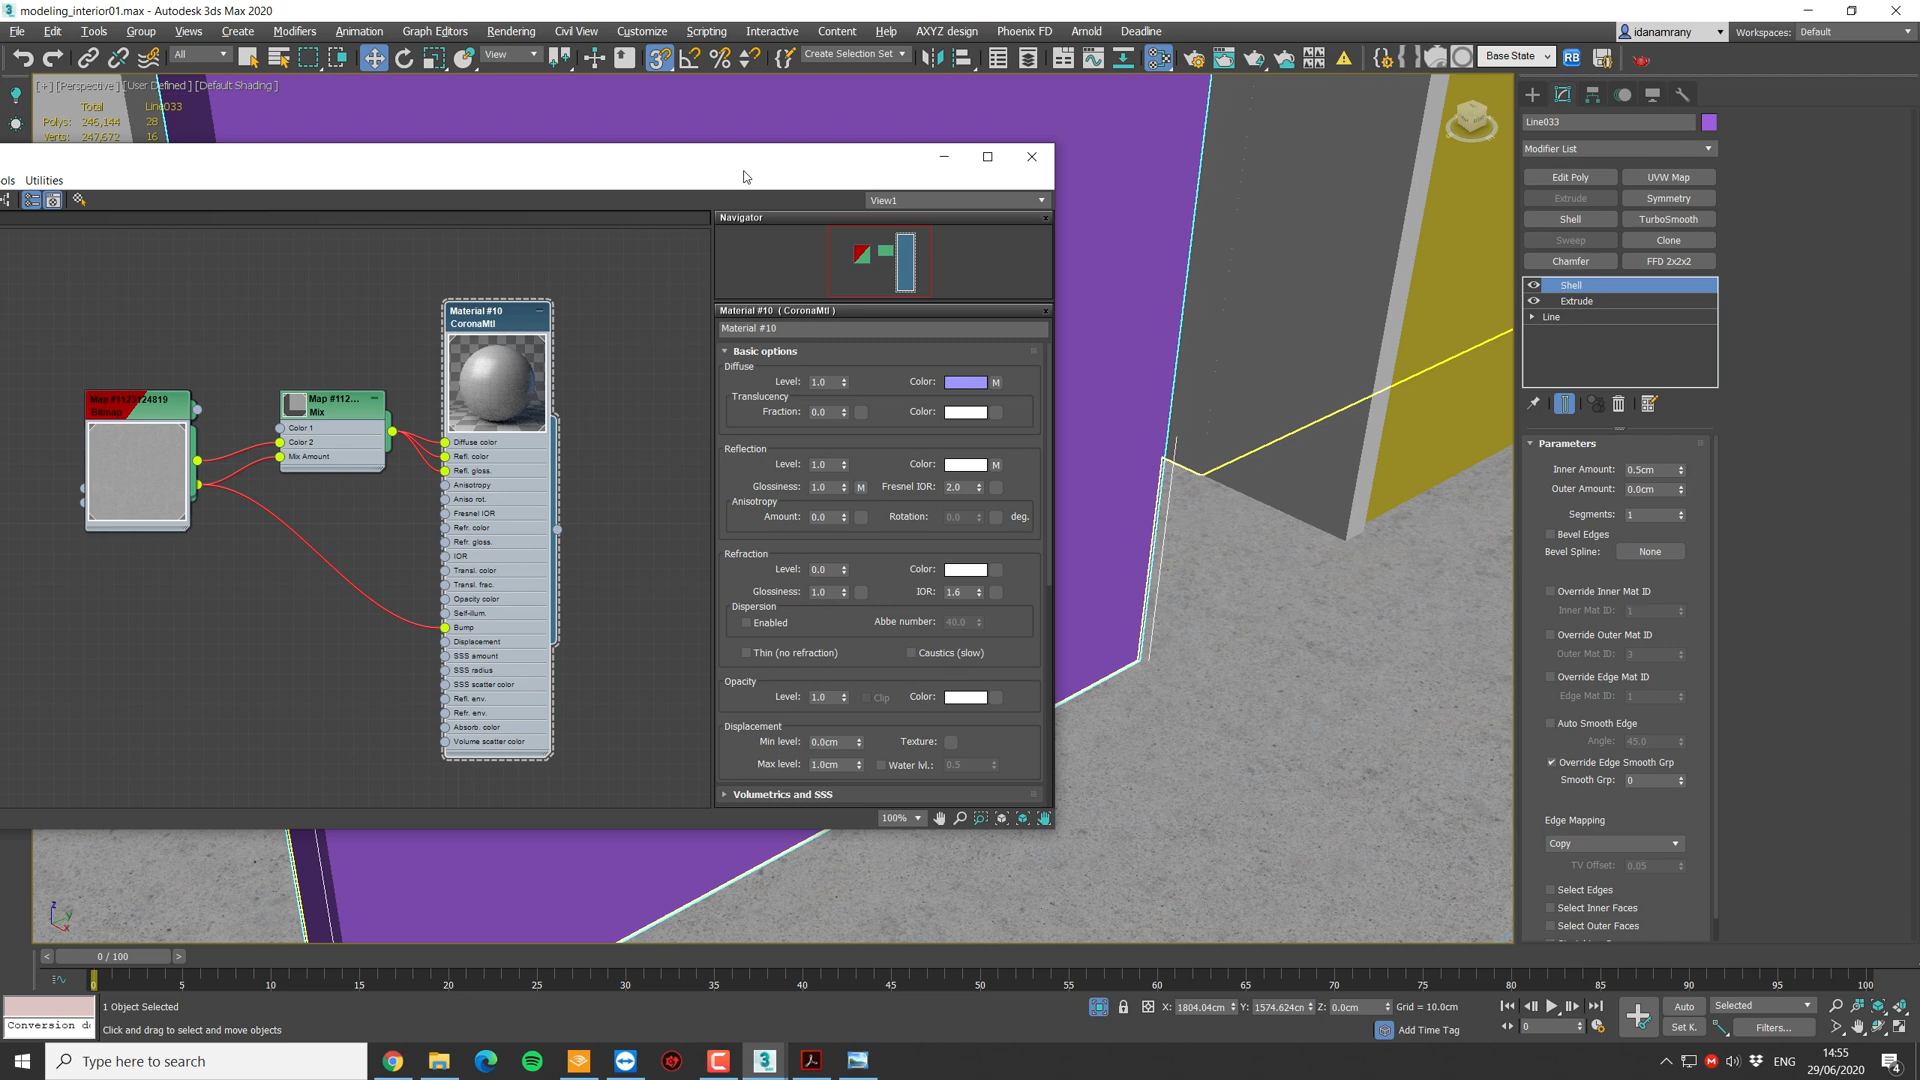 modeling_interior01.max - Autodesk 3ds Max 2020
File Edit Tools Group Views Create Modifiers Animation Graph Editors Rendering Civil View Customize Scripting Interactive Content Help AXYZ design Phoenix FD Arnold Deadline
idanamrany Workspaces: Default
All View Create Selection Set Base State RB
[+] [Perspective] [User Defined] [Default Shading]
Total Line033
Polys: 246,144 28
Verts: 247,672 16
ols Utilities
View1
Navigator
Material #10
CoronaMtl
Map #1123124819
Bitmap
Map #112...
Mix
Color 1
Color 2
Mix Amount
Diffuse color
Refl. color
Refl. gloss.
Anisotropy
Aniso rot.
Fresnel IOR
Refr. color
Refr. gloss.
IOR
Transl. color
Transl. frac.
Opacity color
Self-illum.
Bump
Displacement
SSS amount
SSS radius
SSS scatter color
Refl. env.
Refr. env.
Absorb. color
Volume scatter color
Material #10 ( CoronaMtl )
Material #10
Basic options
Diffuse
Level: 1.0 Color: M
Translucency
Fraction: 0.0 Color:
Reflection
Level: 1.0 Color: M
Glossiness: 1.0 M Fresnel IOR: 2.0
Anisotropy
Amount: 0.0 Rotation: 0.0 deg.
Refraction
Level: 0.0 Color:
Glossiness: 1.0 IOR: 1.6
Dispersion
Enabled Abbe number: 40.0
Thin (no refraction) Caustics (slow)
Opacity
Level: 1.0 Clip Color:
Displacement
Min level: 0.0cm Texture:
Max level: 1.0cm Water lvl.: 0.5
Volumetrics and SSS
100%
Line033
Modifier List
Edit Poly UVW Map
Extrude Symmetry
Shell TurboSmooth
Sweep Clone
Chamfer FFD 2x2x2
Shell
Extrude
Line
Parameters
Inner Amount: 0.5cm
Outer Amount: 0.0cm
Segments: 1
Bevel Edges
Bevel Spline: None
Override Inner Mat ID
Inner Mat ID: 1
Override Outer Mat ID
Outer Mat ID: 3
Override Edge Mat ID
Edge Mat ID: 1
Auto Smooth Edge
Angle: 45.0
Override Edge Smooth Grp
Smooth Grp: 0
Edge Mapping
Copy
TV Offset: 0.05
Select Edges
Select Inner Faces
Select Outer Faces
z y x
< 0 / 100 >
0 5 10 15 20 25 30 35 40 45 50 55 60 65 70 75 80 85 90 95 100
1 Object Selected
Click and drag to select and move objects
X: 1804.04cm Y: 1574.624cm Z: 0.0cm Grid = 10.0cm
Add Time Tag
0
Auto Selected
Set K. Filters...
Type here to search
ENG 14:55
29/06/2020
4